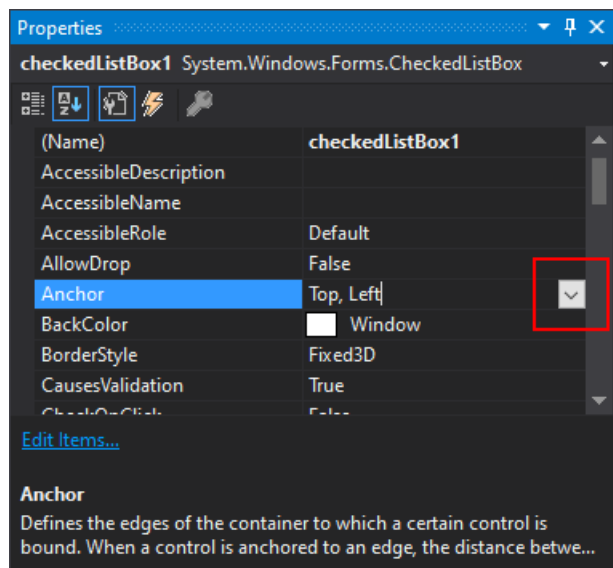 Properties
checkedListBox1 System.Windows.Forms.CheckedListBox
(Name) checkedListBox1
AccessibleDescription
AccessibleName
AccessibleRole Default
AllowDrop False
Anchor Top, Left
BackColor Window
BorderStyle Fixed3D
CausesValidation True
CheckOnClick False
Edit Items...
Anchor
Defines the edges of the container to which a certain control is
bound. When a control is anchored to an edge, the distance betwe...